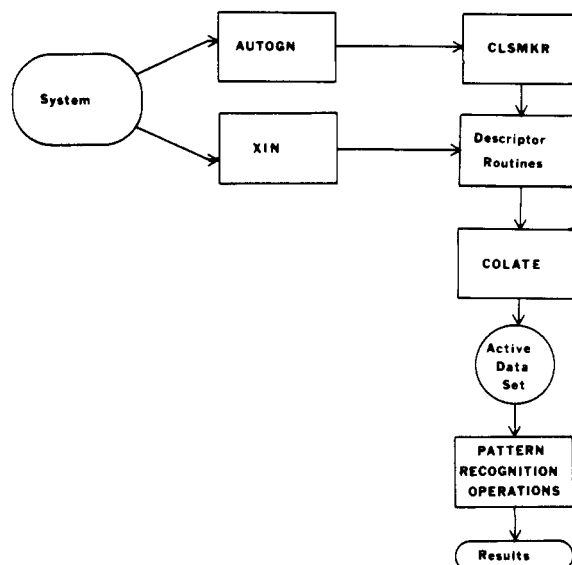 AUTOGN
CLSMKR
System
XIN
Descriptor
Routines
COLATE
Active
Data
Set
PATTERN
RECOGNITION
OPERATIONS
Results